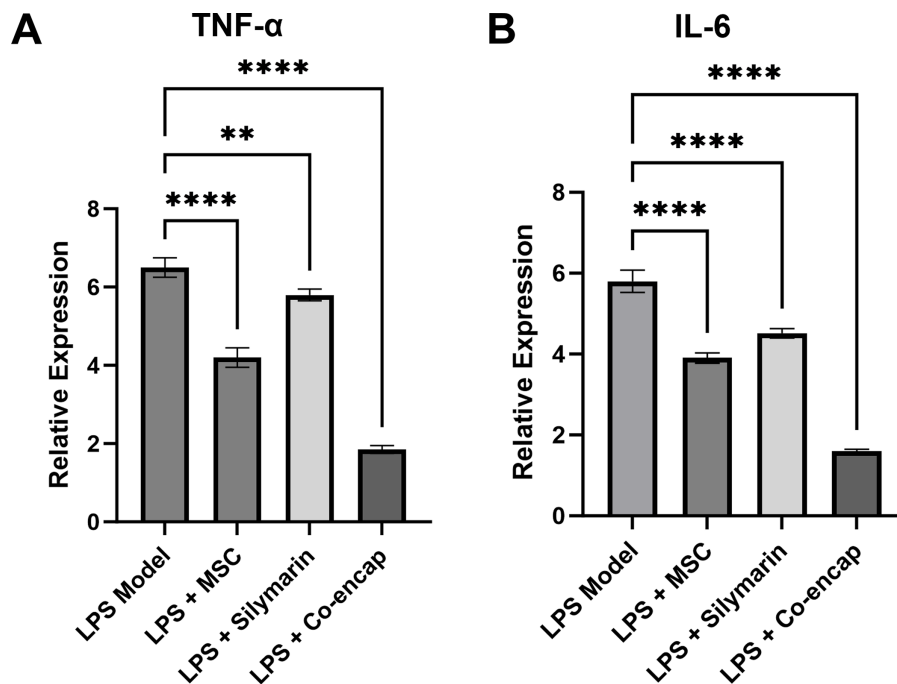 A
TNF-α
****
**
****
Relative Expression
8
6
4
2
0
LPS Model
LPS + MSC
LPS + Silymarin
LPS + Co-encap
B
IL-6
****
****
****
Relative Expression
8
6
4
2
0
LPS Model
LPS + MSC
LPS + Silymarin
LPS + Co-encap